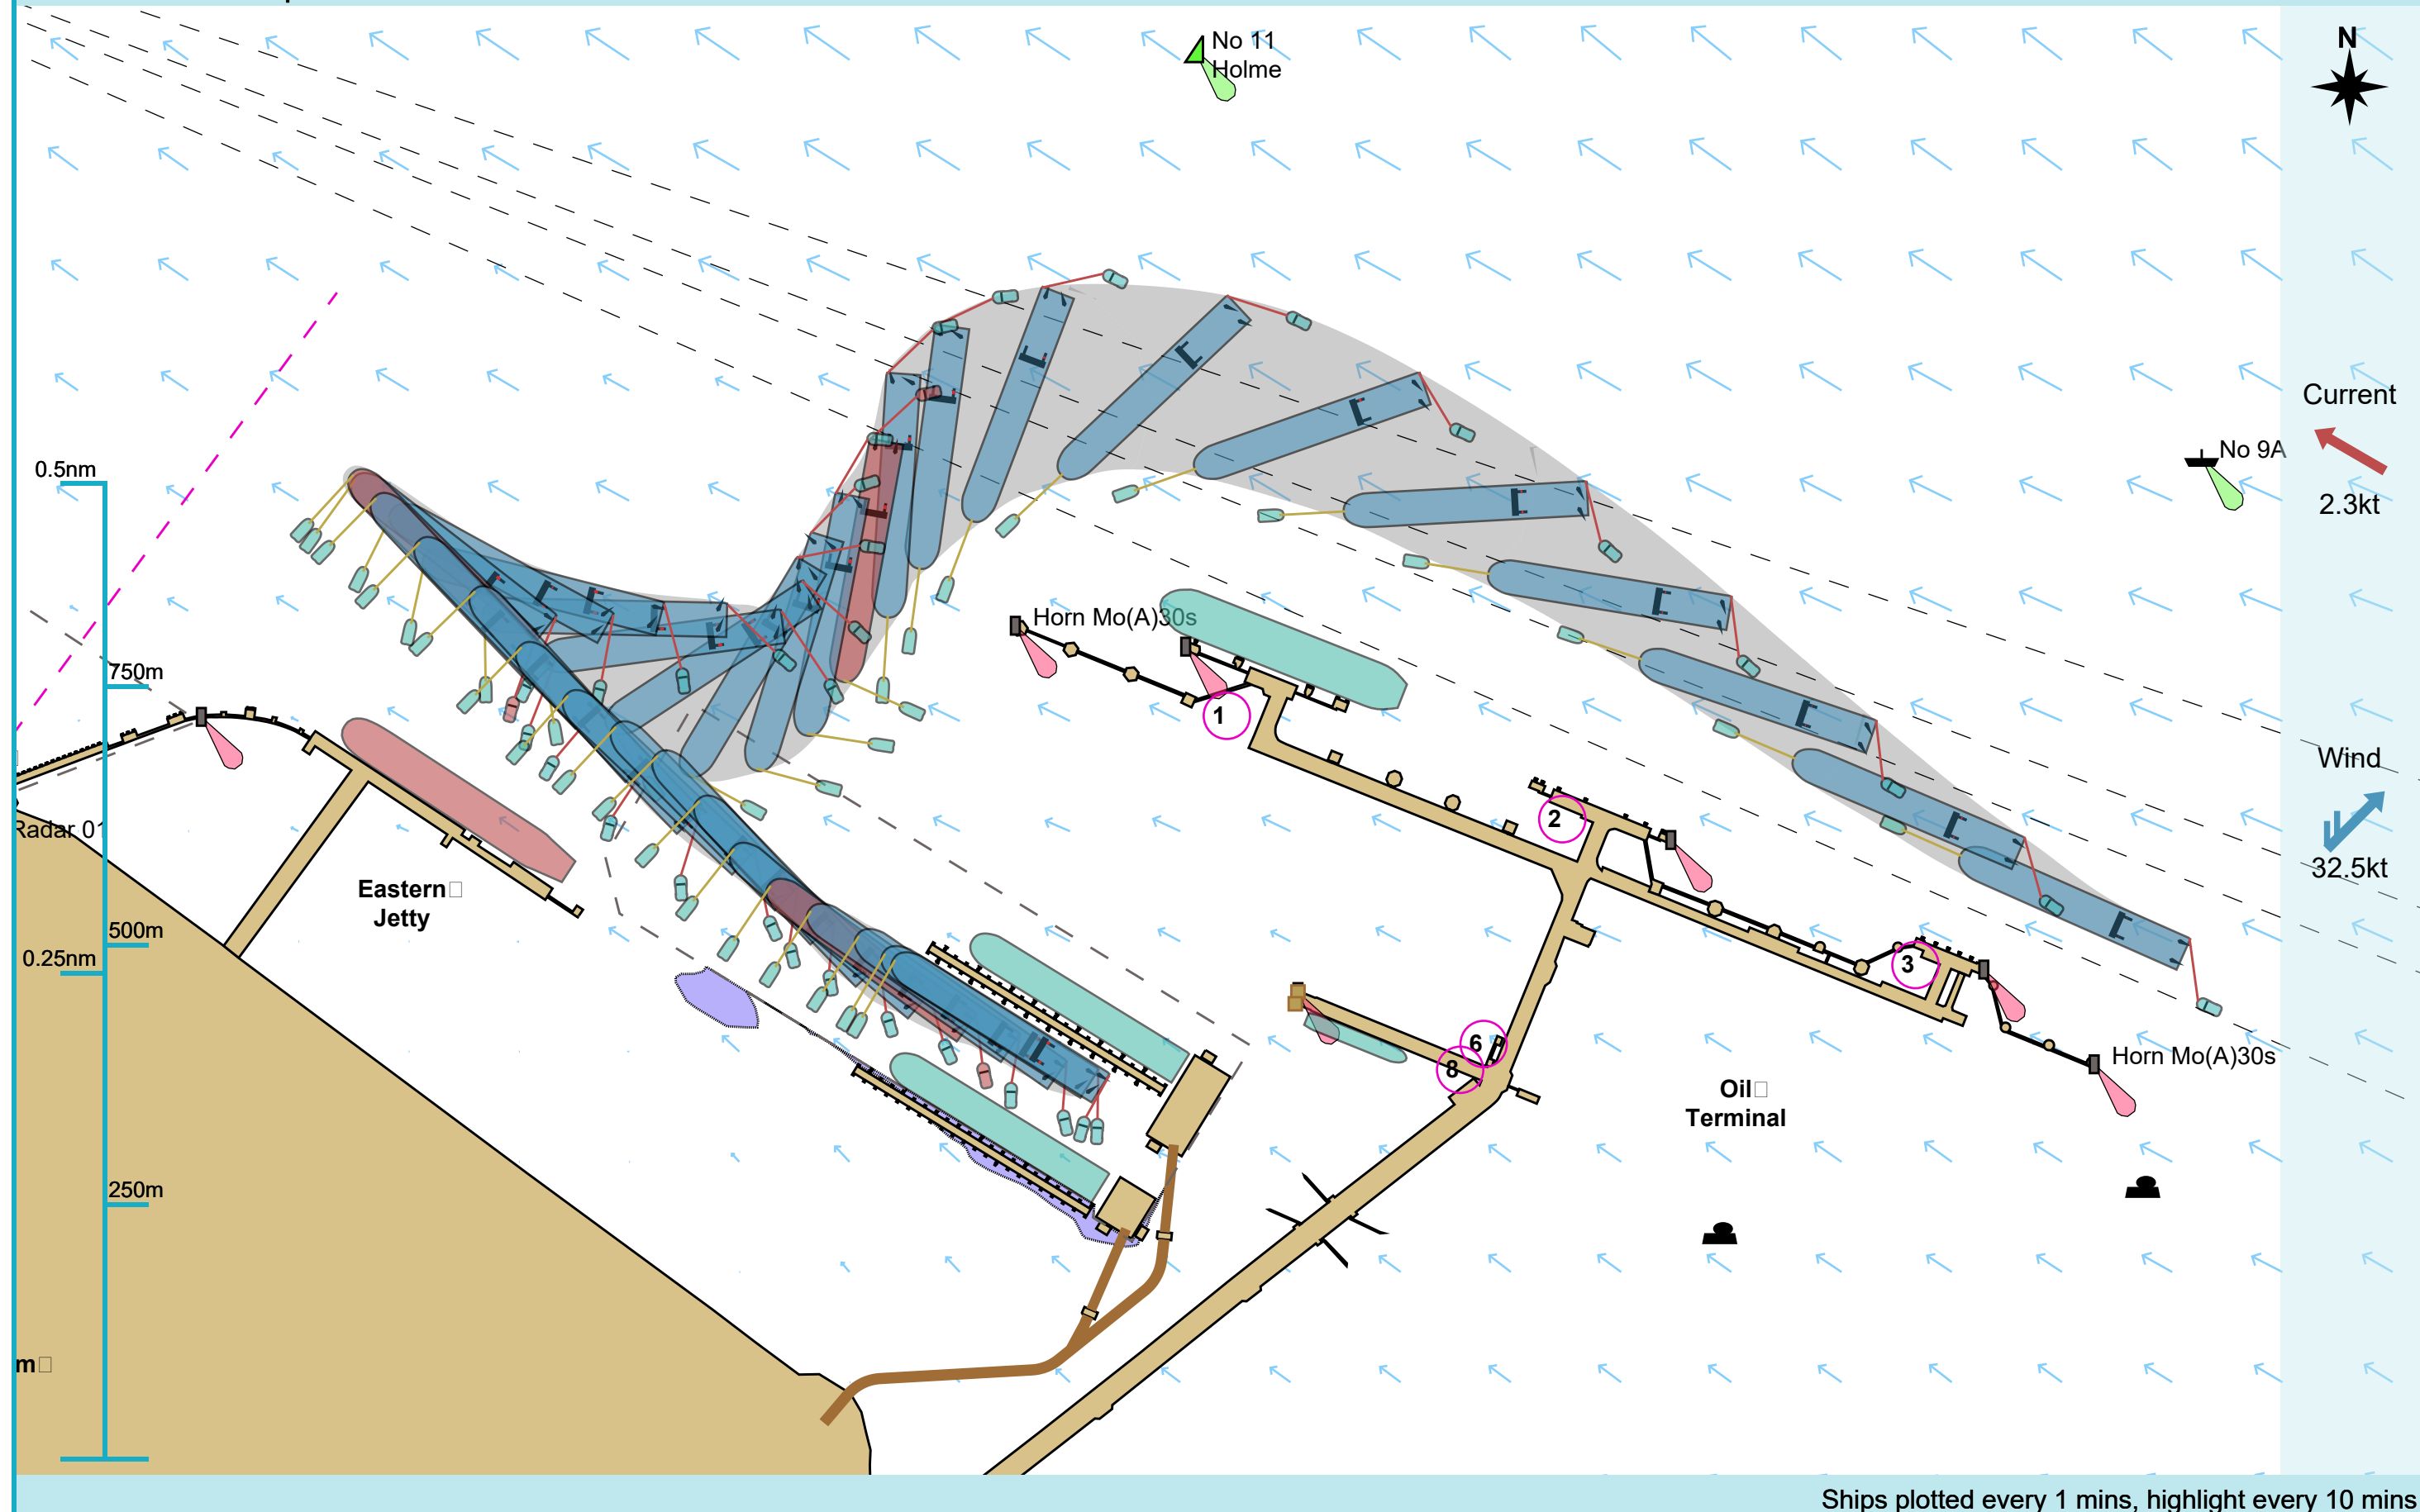 No 11
Holme
N
Current
2.3kt
No 9A
0.5nm
Horn Mo(A)30s
750m
1
Wind
32.5kt
2
Radar 01
Eastern
Jetty
500m
0.25nm
3
6
8
Horn Mo(A)30s
Oil
Terminal
250m
m
Ships plotted every 1 mins, highlight every 10 mins